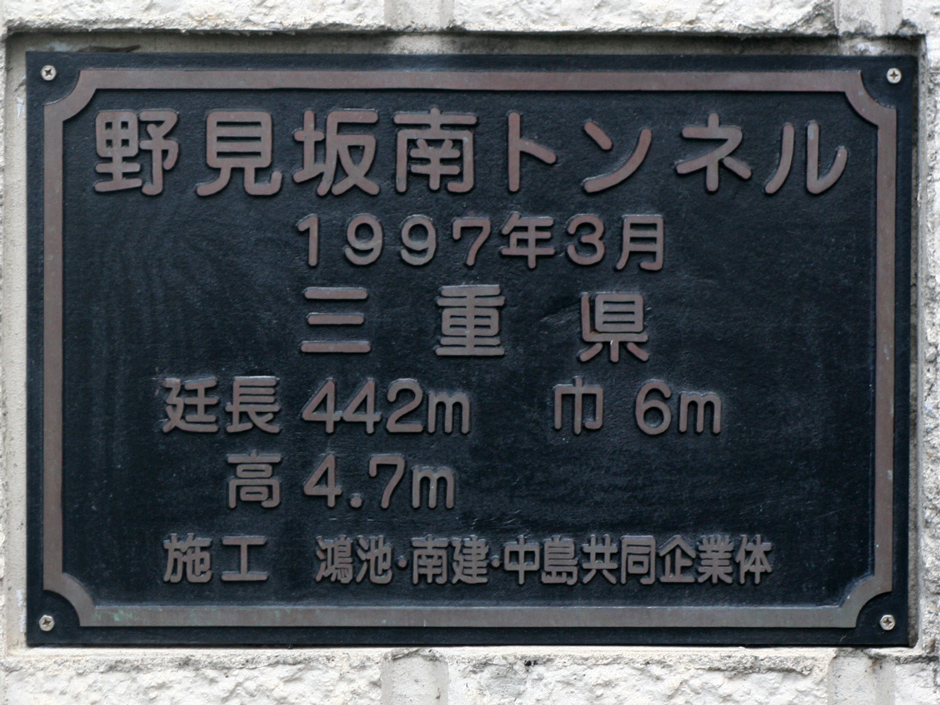 野見坂南トンネル
1997年3月
三重県
廷長 442m 巾 6m
高 4.7m
施工 鴻池・南建・中島共同企業体